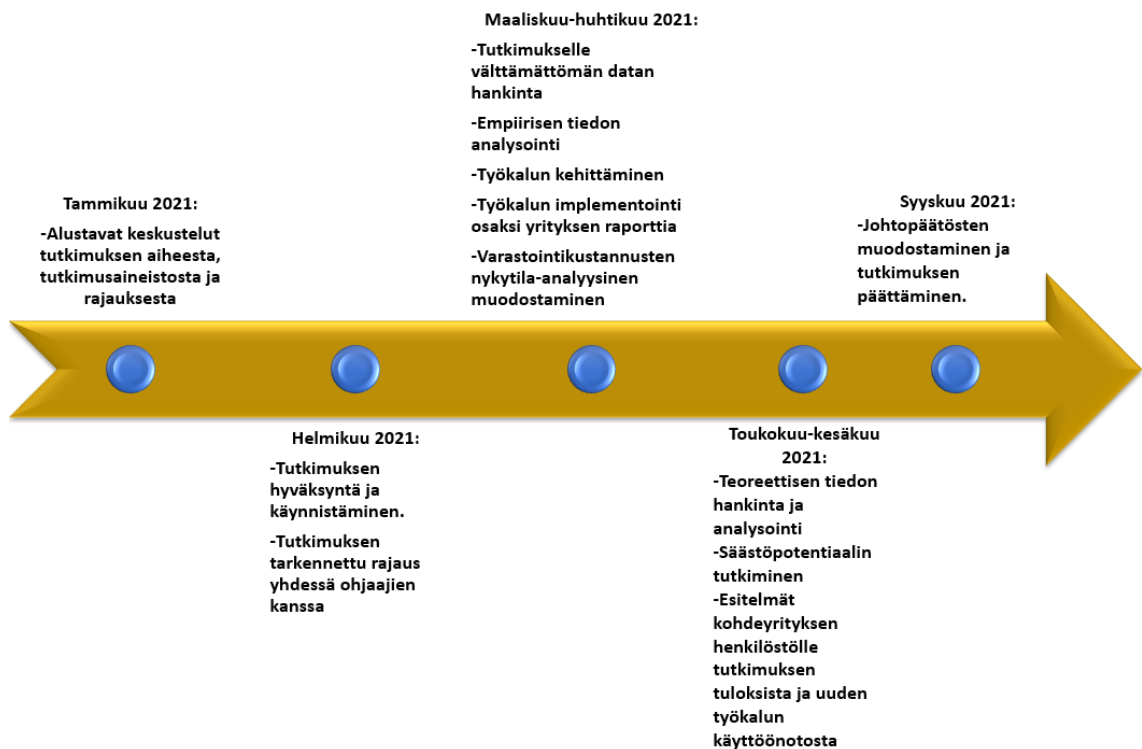 Tammikuu 2021:
-Alustavat keskustelut
tutkimuksen aiheesta,
tutkimusaineistosta ja
rajauksesta
Helmikuu 2021:
-Tutkimuksen
hyväksyntä ja
käynnistäminen.
-Tutkimuksen
tarkennettu rajaus
yhdessä ohjaajien
kanssa
Maaliskuu-huhtikuu 2021:
-Tutkimukselle
välttämättömän datan
hankinta
-Empiirisen tiedon
analysointi
-Työkalun kehittäminen
-Työkalun implementointi
osaksi yrityksen raporttia
-Varastointikustannusten
nykytila-analyysinen
muodostaminen
Toukokuu-kesäkuu
2021:
-Teoreettisen tiedon
hankinta ja
analysointi
-Säästöpotentiaalin
tutkiminen
-Esitelmät
kohdeyrityksen
henkilöstölle
tutkimuksen
tuloksista ja uuden
työkalun
käyttöönotosta
Syyskuu 2021:
-Johtopäätösten
muodostaminen ja
tutkimuksen
päättäminen.